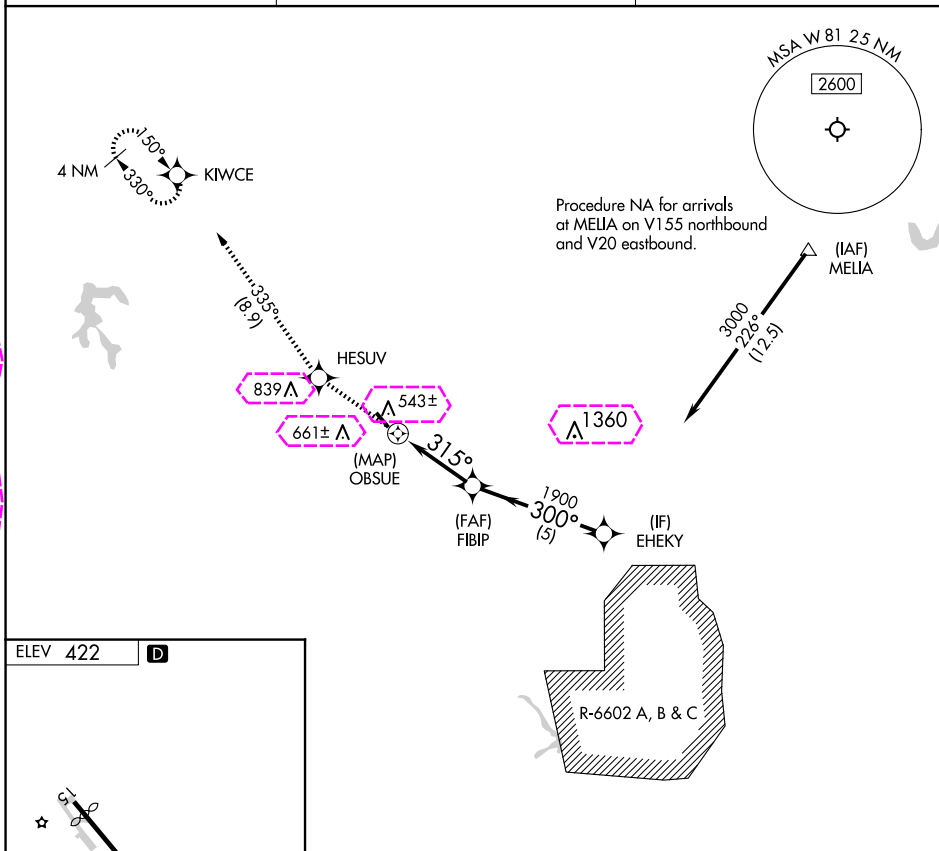 MSA W 81 25 NM
2600
150°
4 NM
330°
KIWCE
Procedure NA for arrivals
at MELIA on V155 northbound
and V20 eastbound.
(IAF)
MELIA
3000
226°
(12.5)
335°
(8.9)
HESUV
839
543±
661±
1360
(MAP)
OBSUE
315°
(FAF)
FIBIP
1900
300°
(5)
(IF)
EHEKY
R-6602 A, B & C
ELEV 422
D
15